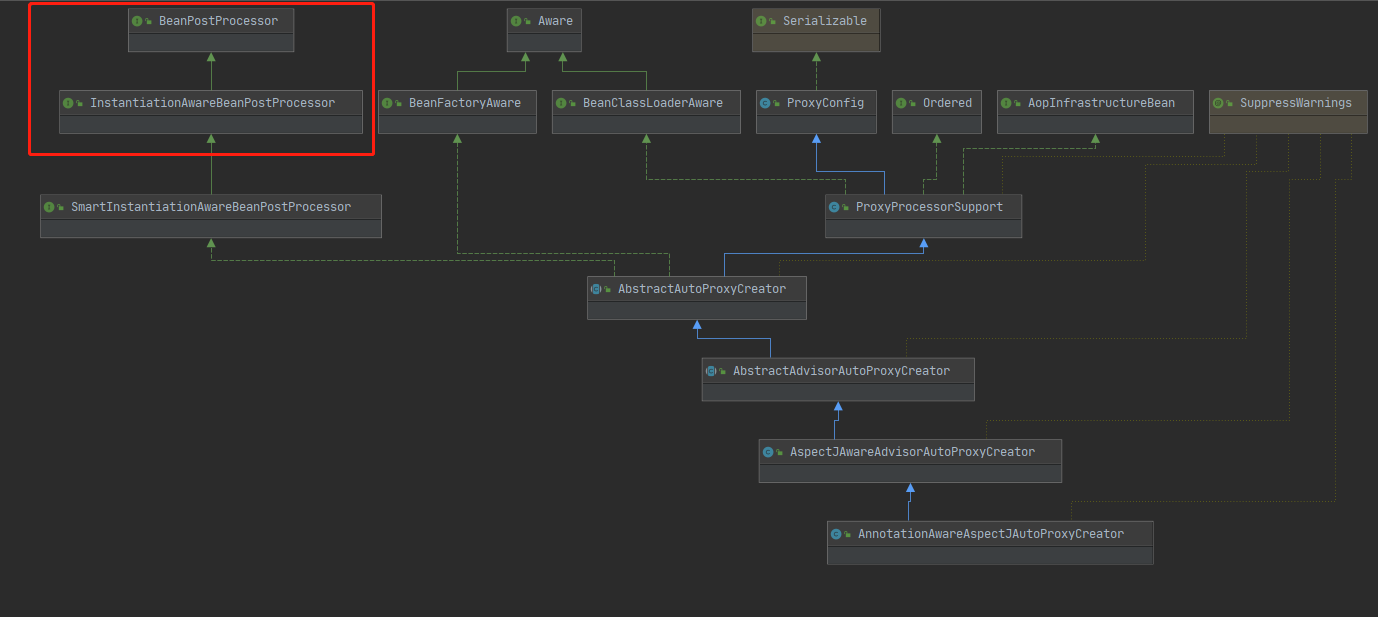 BeanPostProcessor
Aware
Serializable
InstantiationAwareBeanPostProcessor
BeanFactoryAware
BeanClassLoaderAware
ProxyConfig
Ordered
AopInfrastructureBean
SuppressWarnings
SmartInstantiationAwareBeanPostProcessor
ProxyProcessorSupport
AbstractAutoProxyCreator
AbstractAdvisorAutoProxyCreator
AspectJAwareAdvisorAutoProxyCreator
AnnotationAwareAspectJAutoProxyCreator